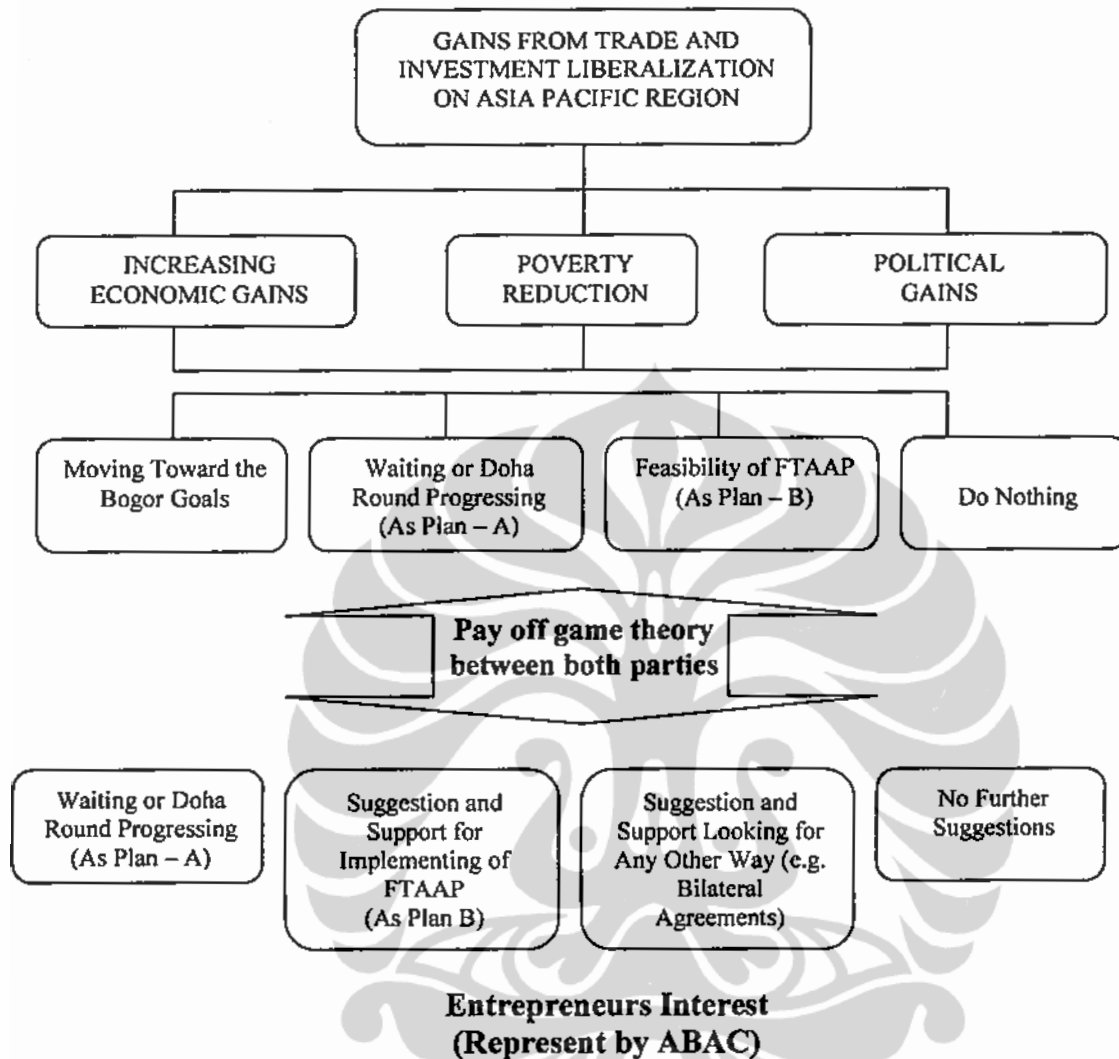 GAINS FROM TRADE AND
INVESTMENT LIBERALIZATION
ON ASIA PACIFIC REGION
INCREASING
ECONOMIC GAINS
POVERTY
REDUCTION
POLITICAL
GAINS
Moving Toward the
Bogor Goals
Waiting or Doha
Round Progressing
(As Plan – A)
Feasibility of FTAAP
(As Plan – B)
Do Nothing
Pay off game theory
between both parties
Waiting or Doha
Round Progressing
(As Plan – A)
Suggestion and
Support for
Implementing of
FTAAP
(As Plan B)
Suggestion and
Support Looking for
Any Other Way (e.g.
Bilateral
Agreements)
No Further
Suggestions
Entrepreneurs Interest
(Represent by ABAC)